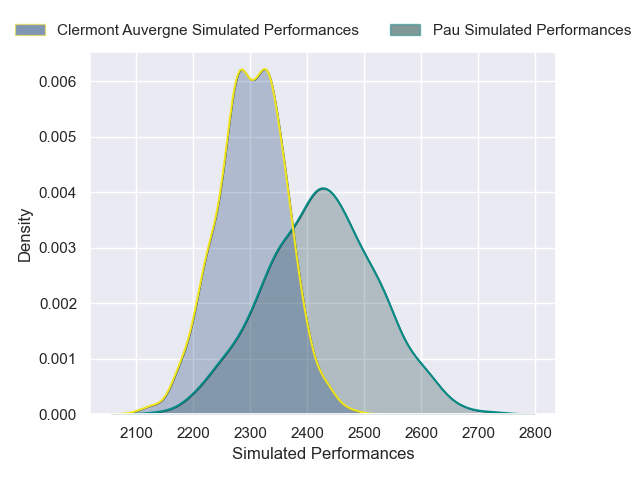 Clermont Auvergne Simulated Performances Pau Simulated Performances
0.006
0.005
0.004
0.003
0.002
0.001
0.000
Density
2100 2200 2300 2400 2500 2600 2700 2800
Simulated Performances